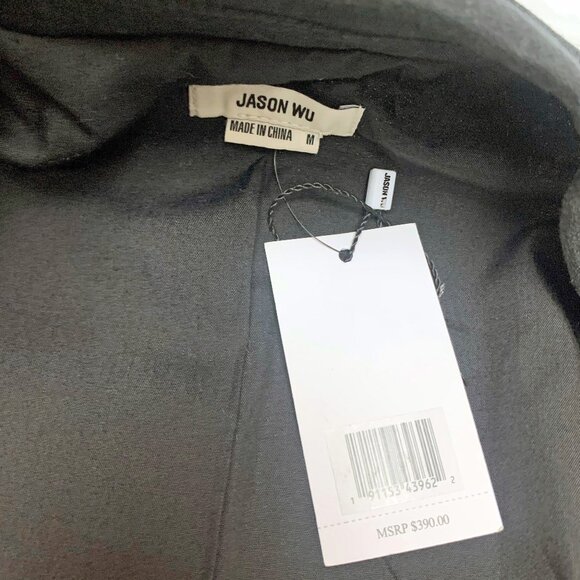 JASON WU
MADE IN CHINA M
JASON WU
1 91153 43962 2
MSRP $390.00